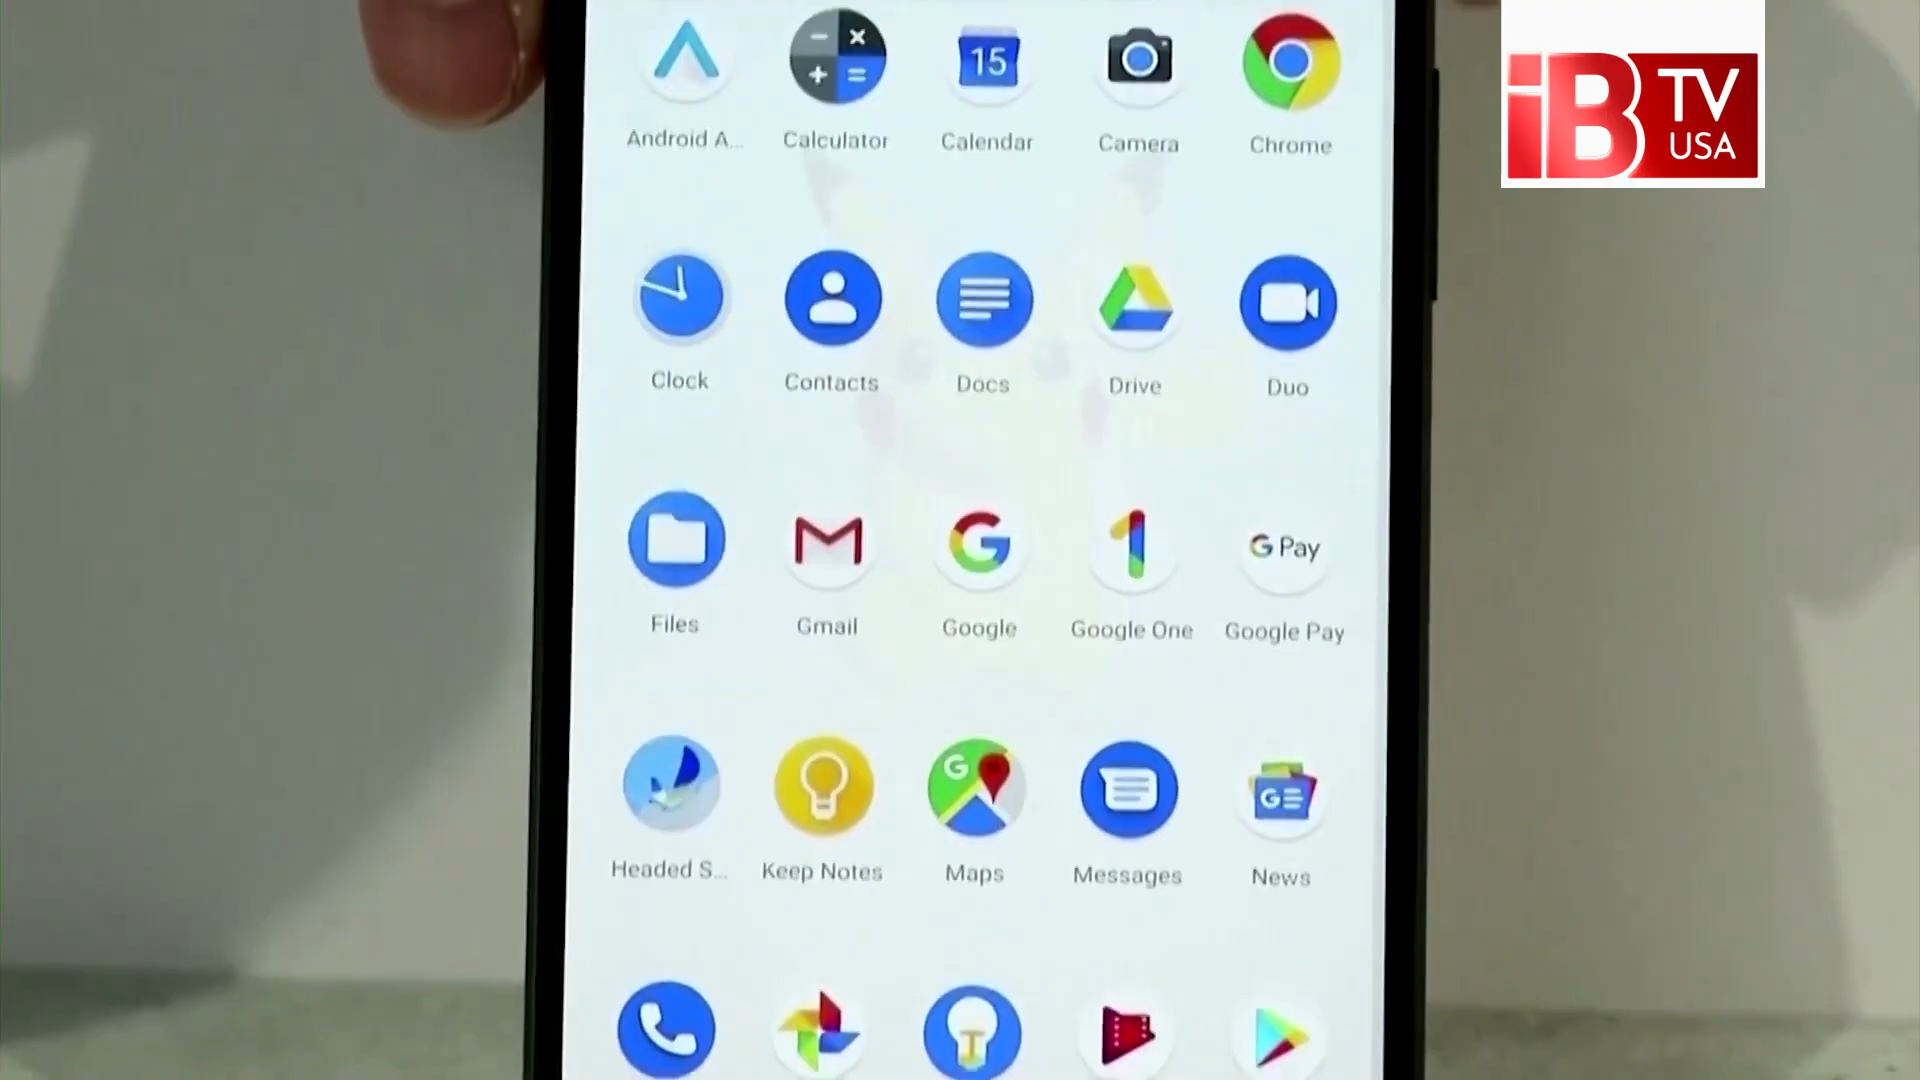 iB TV USA
15
Android A...
Calculator
Calendar
Camera
Chrome
Clock
Contacts
Docs
Drive
Duo
G Pay
Files
Gmail
Google
Google One
Google Pay
G
GE
Headed S...
Keep Notes
Maps
Messages
News